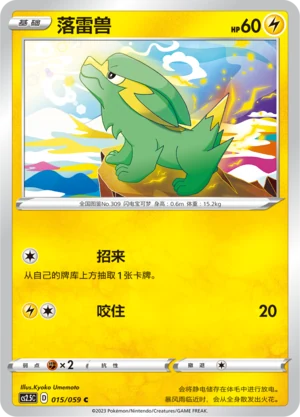 基础 落雷兽 HP60
全国图鉴No.309 闪电宝可梦 身高：0.6m 体重：15.2kg
招来
从自己的牌库上方抽取1张卡牌。
咬住 20
弱点 ×2 抗性 撤退
Illus.Kyoko Umemoto
CS2.5C D 015/059 C
会将静电储存在体毛中进行放电。
暴风雨临近时，会从全身散发出火花。
©2023 Pokémon/Nintendo/Creatures/GAME FREAK.